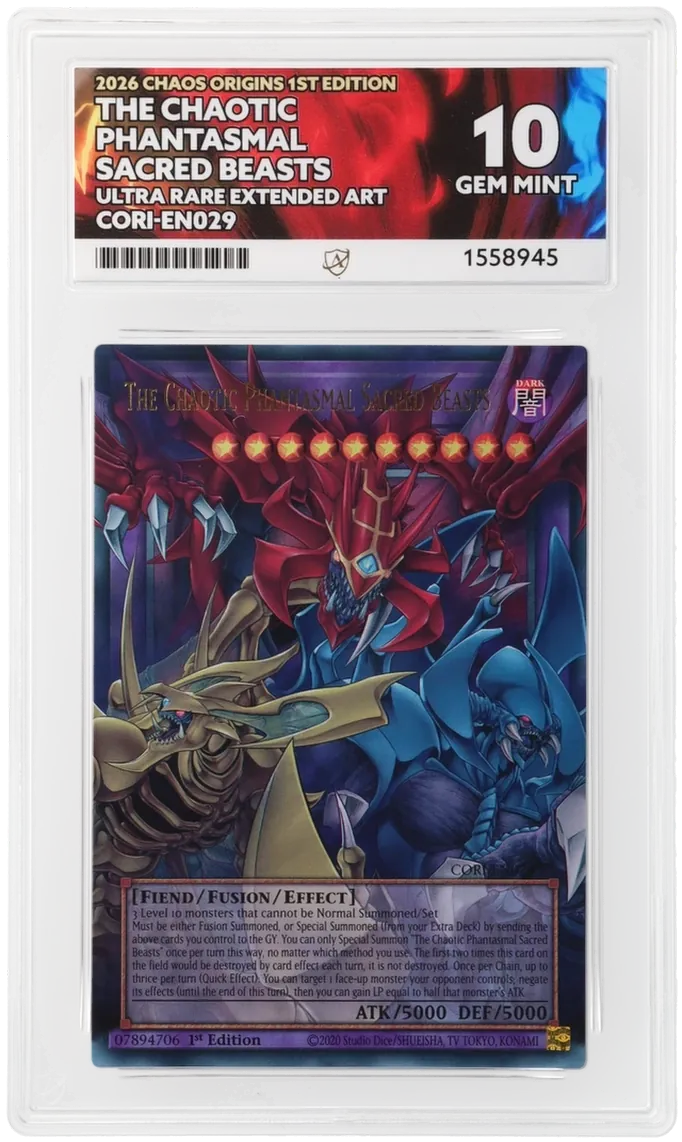 2026 CHAOS ORIGINS 1ST EDITION
THE CHAOTIC
PHANTASMAL
SACRED BEASTS
ULTRA RARE EXTENDED ART
CORI-EN029
10
GEM MINT
1558945
THE CHAOTIC PHANTASMAL SACRED BEASTS
DARK
闇
[FIEND/FUSION/EFFECT]
3 Level 10 monsters that cannot be Normal Summoned/Set
Must be either Fusion Summoned, or Special Summoned (from your Extra Deck) by sending the
above cards you control to the GY. You can only Special Summon "The Chaotic Phantasmal Sacred
Beasts" once per turn this way, no matter which method you use. The first two times this card on
the field would be destroyed by card effect each turn, it is not destroyed. Once per Chain, up to
thrice per turn (Quick Effect): You can target 1 face-up monster your opponent controls; negate
its effects (until the end of this turn), then you can gain LP equal to half that monster's ATK.
ATK/5000 DEF/5000
07894706 1st Edition
©2020 Studio Dice/SHUEISHA, TV TOKYO, KONAMI